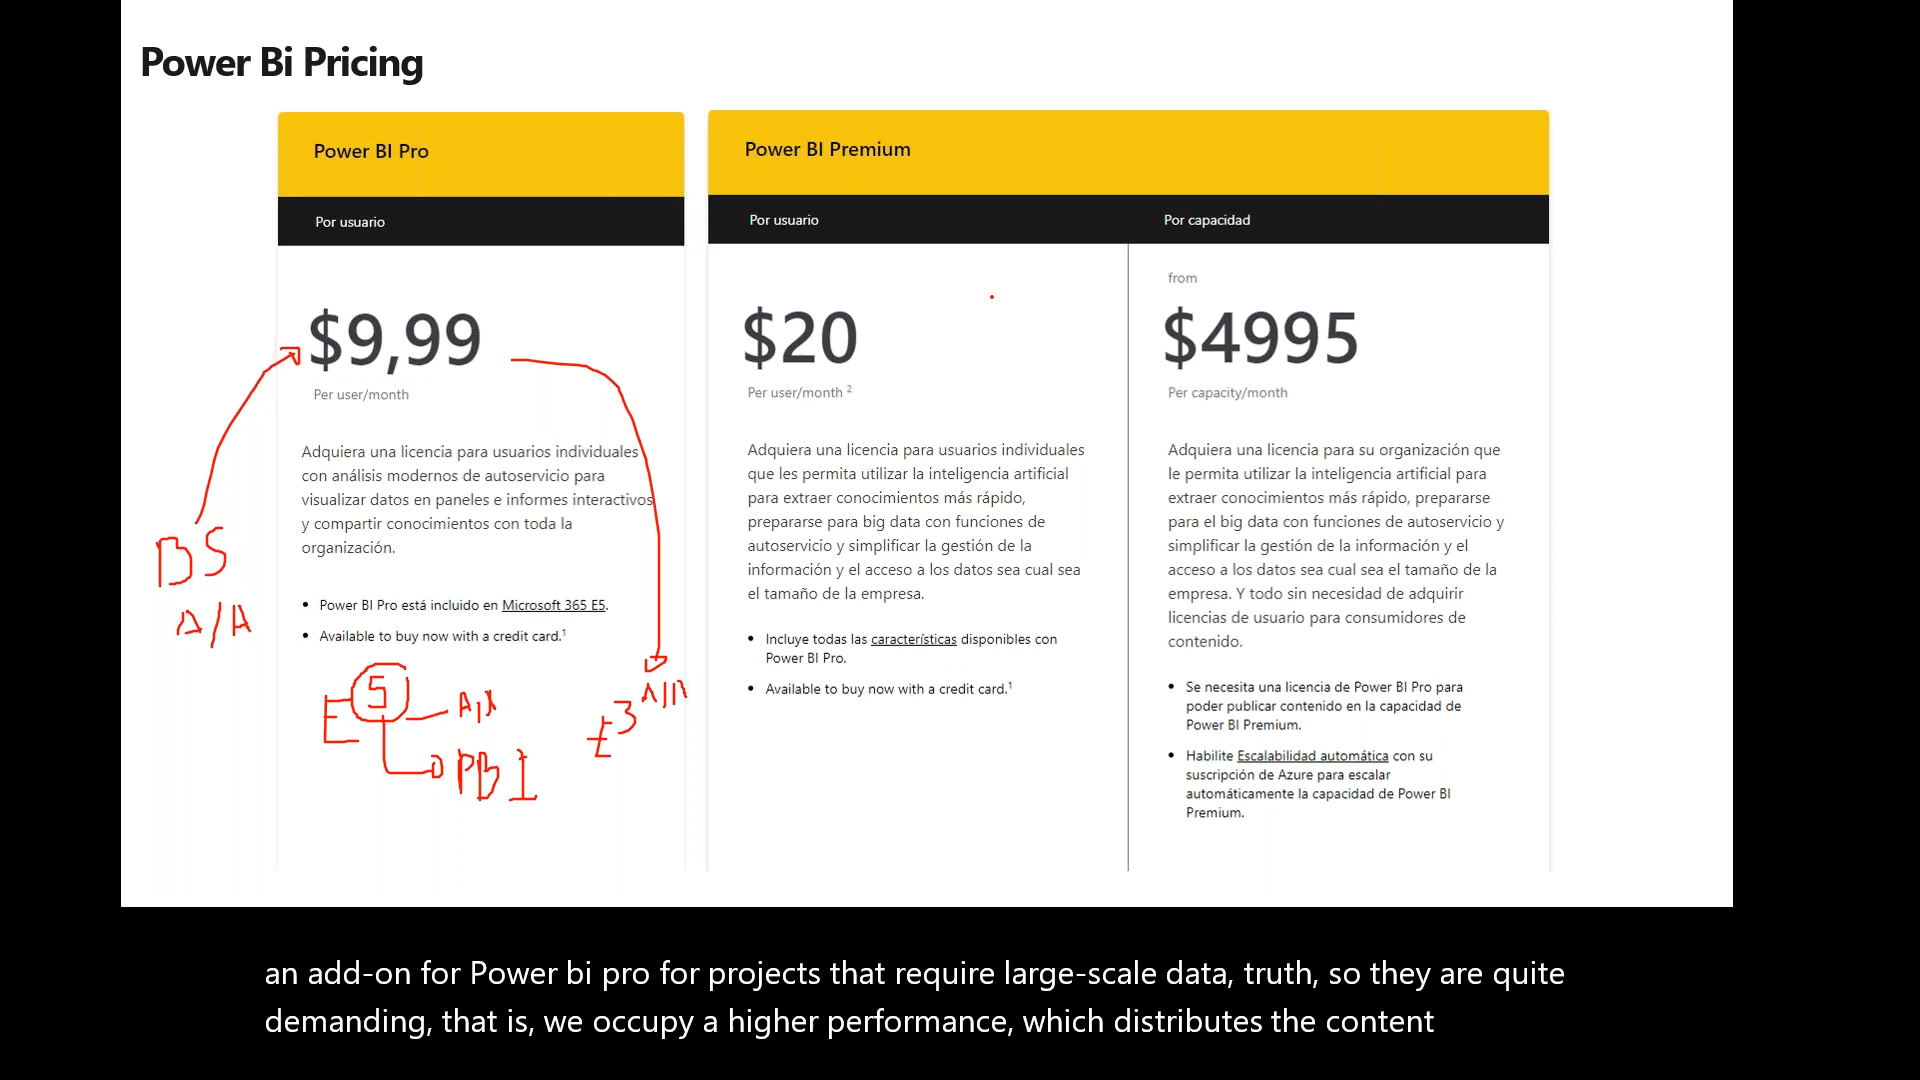 Power Bi Pricing
Power BI Pro
Por usuario
$9,99
Per user/month
Adquiera una licencia para usuarios individuales
con análisis modernos de autoservicio para
visualizar datos en paneles e informes interactivos
y compartir conocimientos con toda la
organización.
• Power BI Pro está incluido en Microsoft 365 E5.
• Available to buy now with a credit card.1
Power BI Premium
Por usuario
$20
Per user/month 2
Adquiera una licencia para usuarios individuales
que les permita utilizar la inteligencia artificial
para extraer conocimientos más rápido,
prepararse para big data con funciones de
autoservicio y simplificar la gestión de la
información y el acceso a los datos sea cual sea
el tamaño de la empresa.
• Incluye todas las características disponibles con
Power BI Pro.
• Available to buy now with a credit card.1
Por capacidad
from
$4995
Per capacity/month
Adquiera una licencia para su organización que
le permita utilizar la inteligencia artificial para
extraer conocimientos más rápido, prepararse
para el big data con funciones de autoservicio y
simplificar la gestión de la información y el
acceso a los datos sea cual sea el tamaño de la
empresa. Y todo sin necesidad de adquirir
licencias de usuario para consumidores de
contenido.
• Se necesita una licencia de Power BI Pro para
poder publicar contenido en la capacidad de
Power BI Premium.
• Habilite Escalabilidad automática con su
suscripción de Azure para escalar
automáticamente la capacidad de Power BI
Premium.
A/A
E 5
PBI
an add-on for Power bi pro for projects that require large-scale data, truth, so they are quite
demanding, that is, we occupy a higher performance, which distributes the content